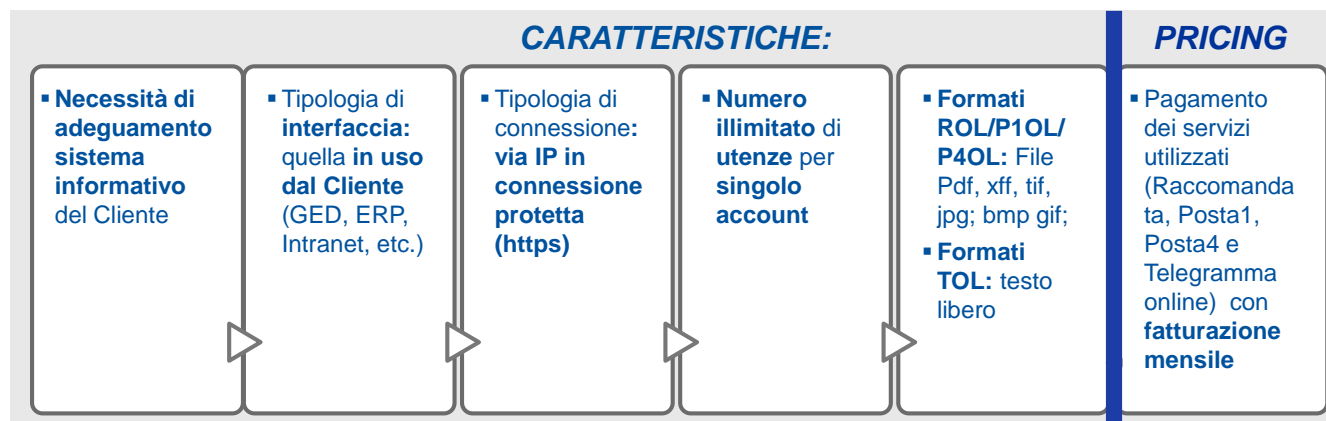 CARATTERISTICHE:
PRICING
▪ Necessità di
adeguamento
sistema
informativo
del Cliente
▪ Tipologia di
interfaccia:
quella in uso
dal Cliente
(GED, ERP,
Intranet, etc.)
▪ Tipologia di
connessione:
via IP in
connessione
protetta
(https)
▪ Numero
illimitato di
utenze per
singolo
account
▪ Formati
ROL/P1OL/
P4OL: File
Pdf, xff, tif,
jpg; bmp gif;
▪ Formati
TOL: testo
libero
▪ Pagamento
dei servizi
utilizzati
(Raccomanda
ta, Posta1,
Posta4 e
Telegramma
online) con
fatturazione
mensile